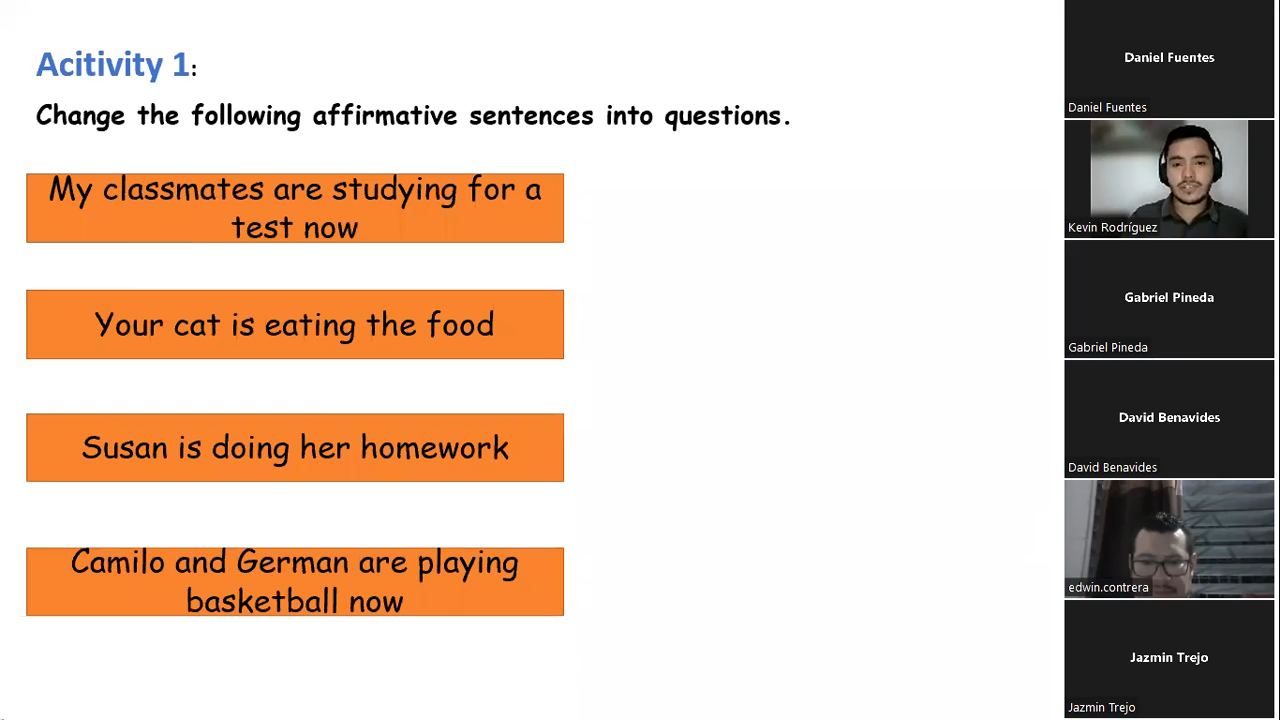 Acitivity 1:
Change the following affirmative sentences into questions.
My classmates are studying for a
test now
Your cat is eating the food
Susan is doing her homework
Camilo and German are playing
basketball now
Daniel Fuentes
Daniel Fuentes
Kevin Rodríguez
Gabriel Pineda
Gabriel Pineda
David Benavides
David Benavides
edwin.contrera
Jazmin Trejo
Jazmin Trejo